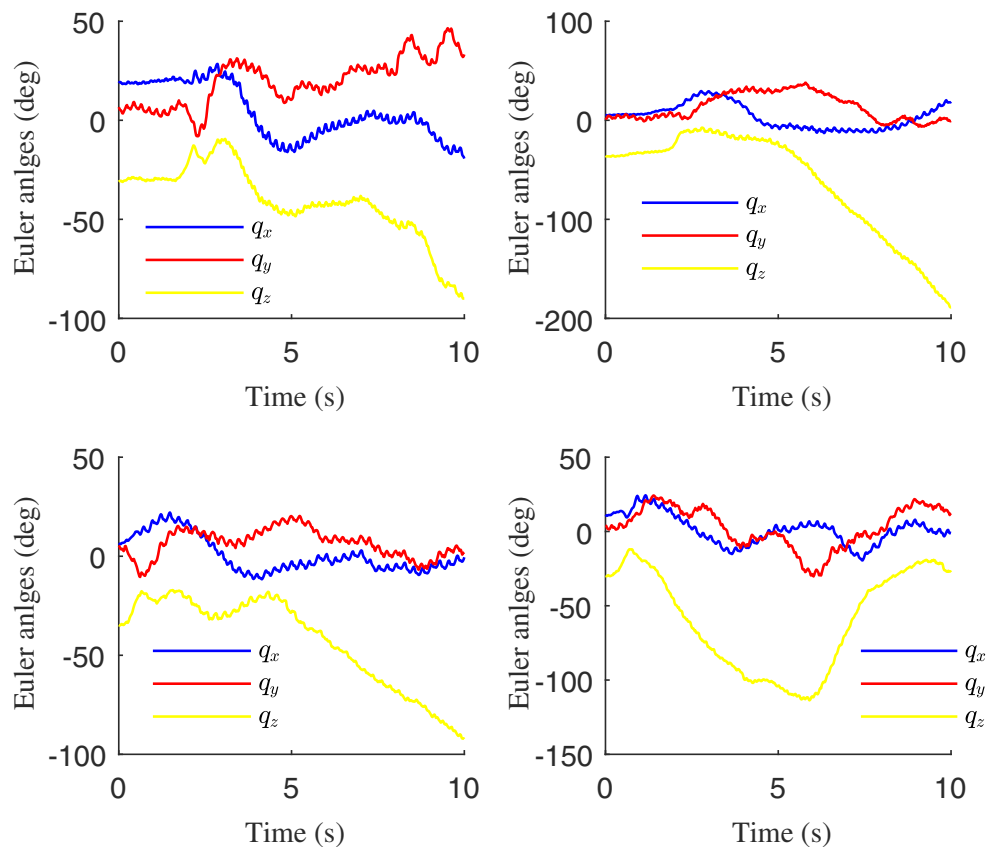 50
0
-50
-100
Euler anlges (deg)
q_x
q_y
q_z
0
5
10
Time (s)
100
0
-100
-200
Euler anlges (deg)
q_x
q_y
q_z
0
5
10
Time (s)
50
0
-50
-100
Euler anlges (deg)
q_x
q_y
q_z
0
5
10
Time (s)
50
0
-50
-100
-150
Euler anlges (deg)
q_x
q_y
q_z
0
5
10
Time (s)